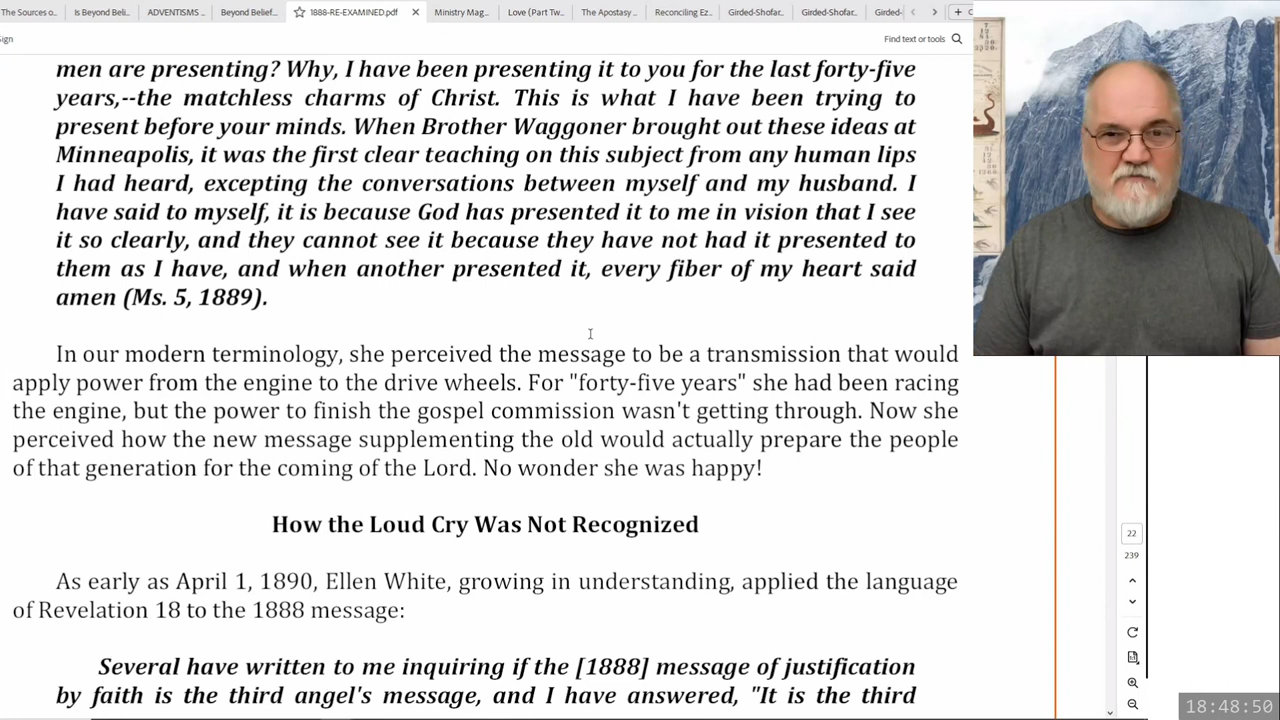 The Sources o...
Is Beyond Beli...
ADVENTISMS ...
Beyond Belief...
1888-RE-EXAMINED.pdf
Ministry Mag...
Love (Part Tw...
The Apostasy ...
Reconciling Ez...
Girded-Shofar...
Girded-Shofar...
Girded-
Sign
Find text or tools
men are presenting? Why, I have been presenting it to you for the last forty-five
years,--the matchless charms of Christ. This is what I have been trying to
present before your minds. When Brother Waggoner brought out these ideas at
Minneapolis, it was the first clear teaching on this subject from any human lips
I had heard, excepting the conversations between myself and my husband. I
have said to myself, it is because God has presented it to me in vision that I see
it so clearly, and they cannot see it because they have not had it presented to
them as I have, and when another presented it, every fiber of my heart said
amen (Ms. 5, 1889).
In our modern terminology, she perceived the message to be a transmission that would
apply power from the engine to the drive wheels. For "forty-five years" she had been racing
the engine, but the power to finish the gospel commission wasn't getting through. Now she
perceived how the new message supplementing the old would actually prepare the people
of that generation for the coming of the Lord. No wonder she was happy!
How the Loud Cry Was Not Recognized
As early as April 1, 1890, Ellen White, growing in understanding, applied the language
of Revelation 18 to the 1888 message:
Several have written to me inquiring if the [1888] message of justification
by faith is the third angel's message, and I have answered, "It is the third
22
239
18:48:50